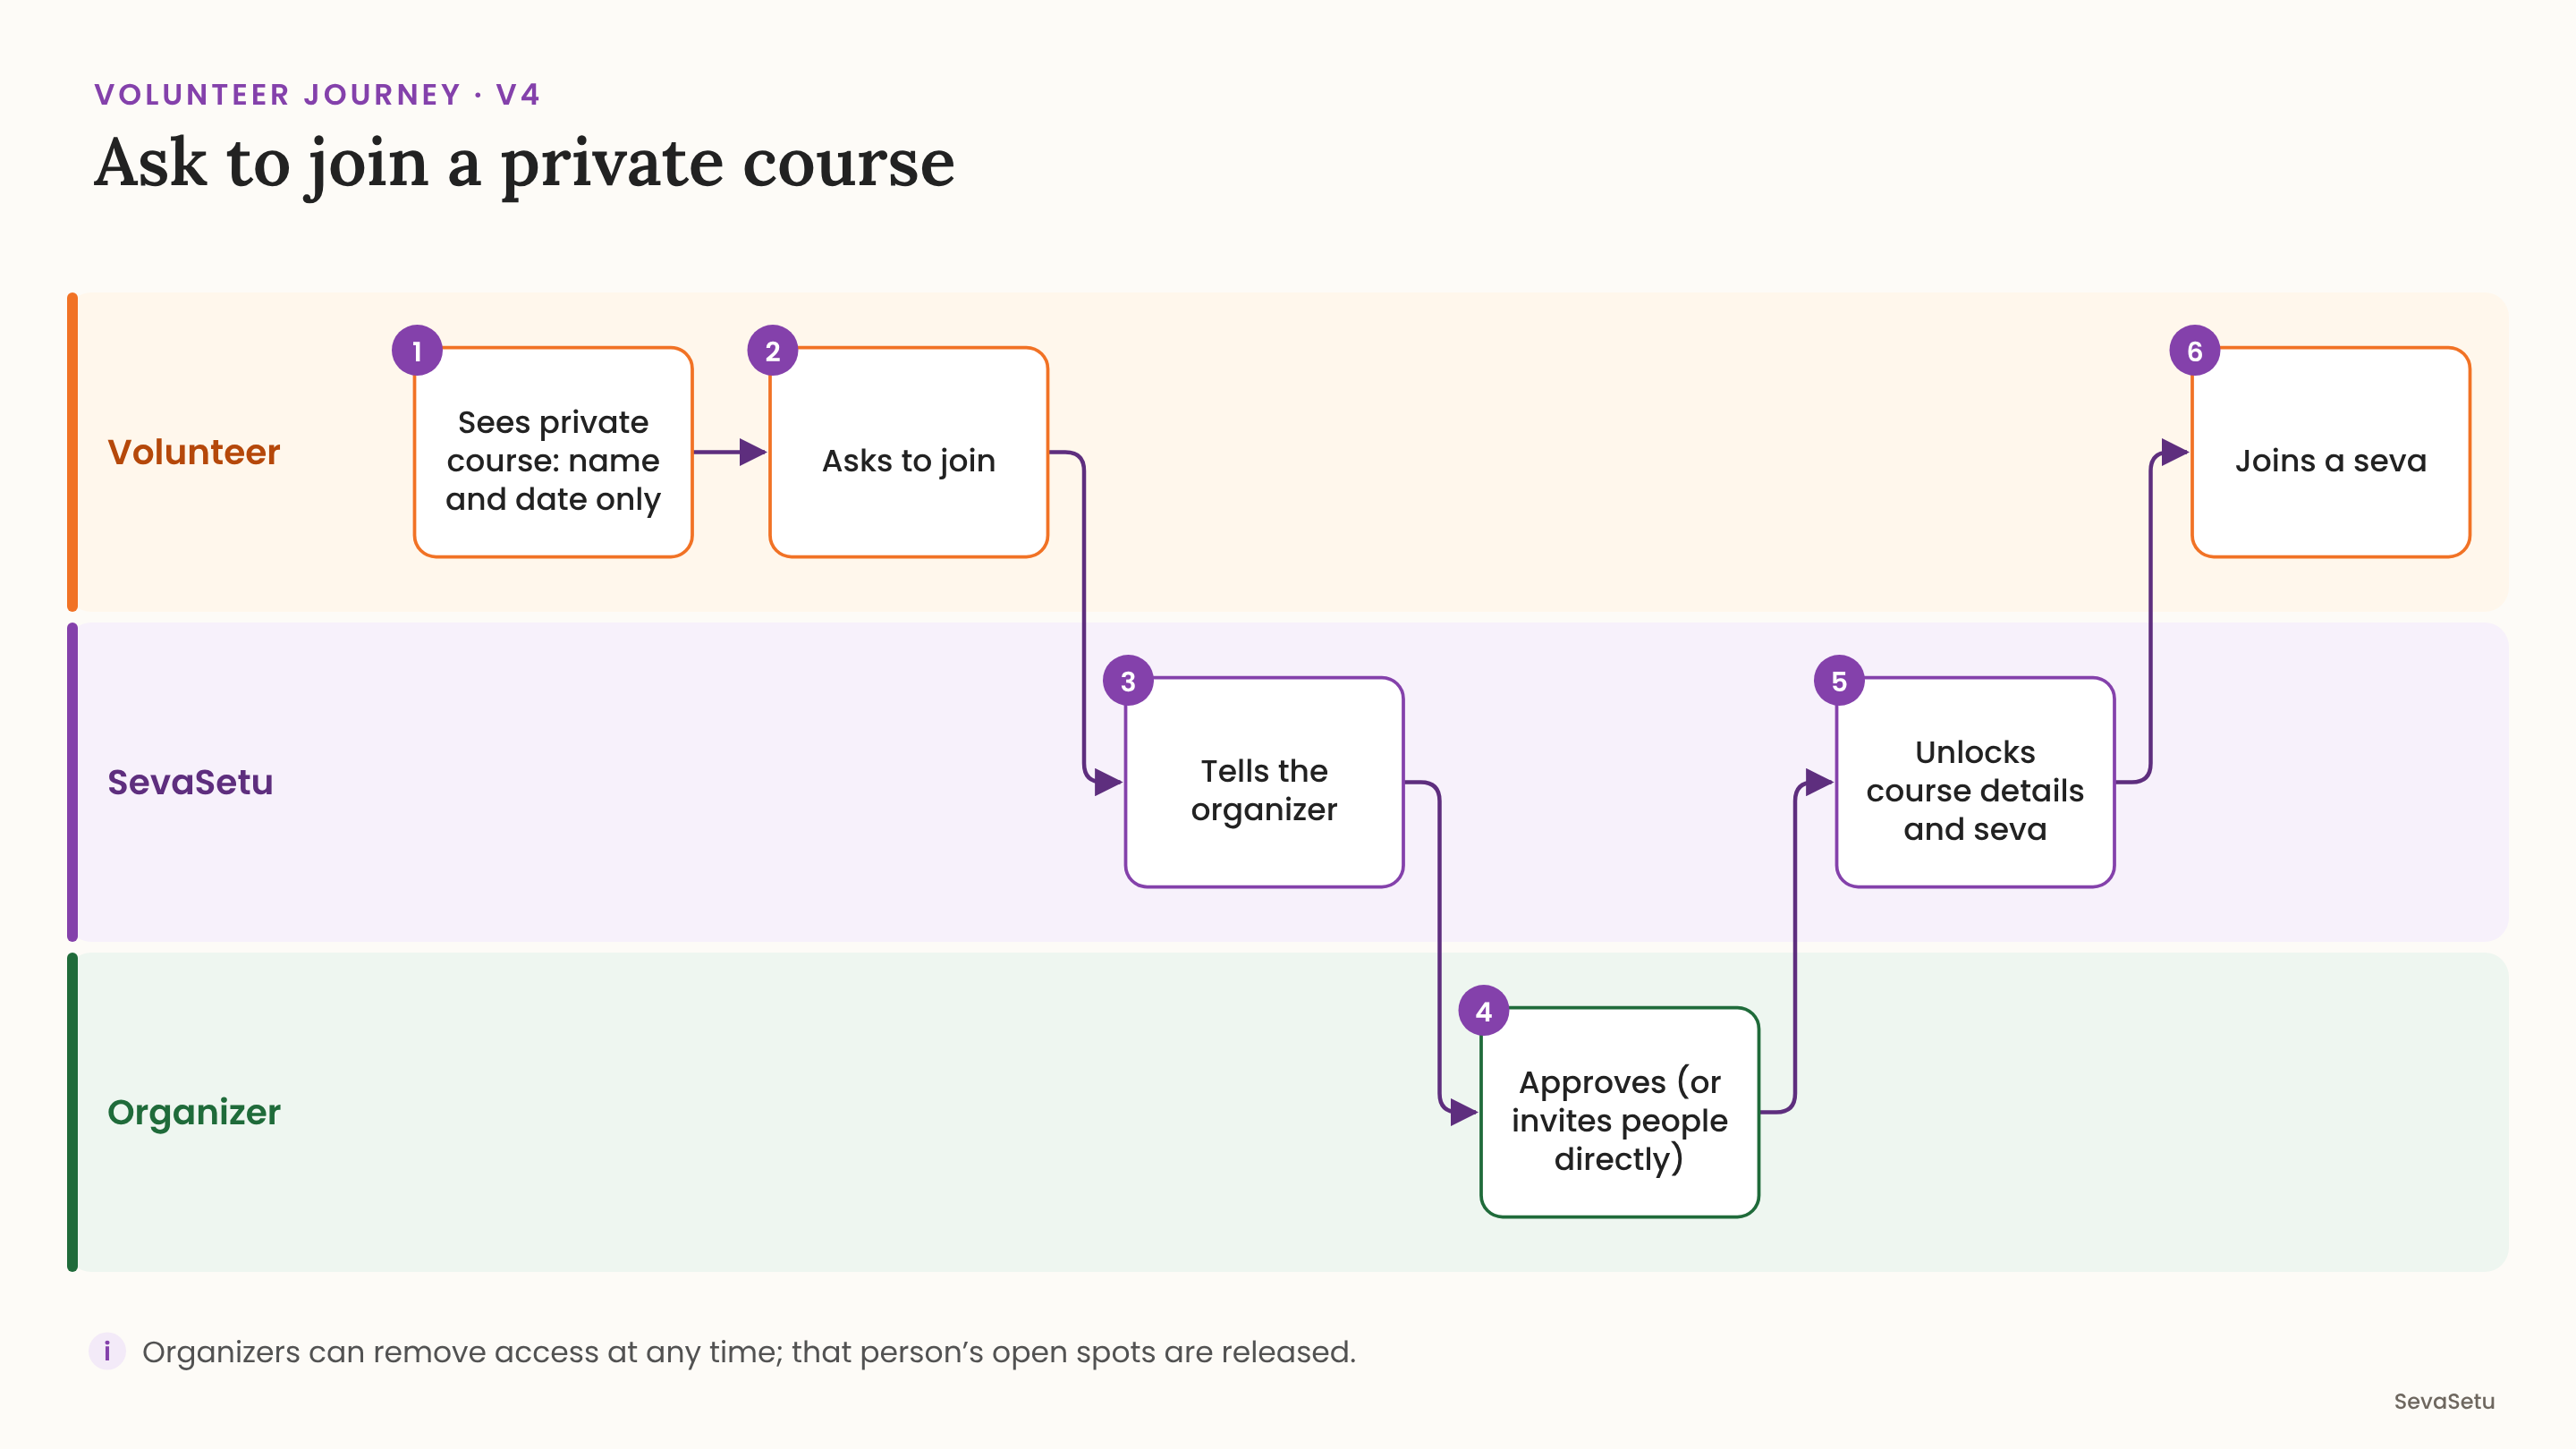 VOLUNTEER JOURNEY · V4
Ask to join a private course
Volunteer
1
Sees private
course: name
and date only
2
Asks to join
6
Joins a seva
SevaSetu
3
Tells the
organizer
5
Unlocks
course details
and seva
Organizer
4
Approves (or
invites people
directly)
i Organizers can remove access at any time; that person’s open spots are released.
SevaSetu